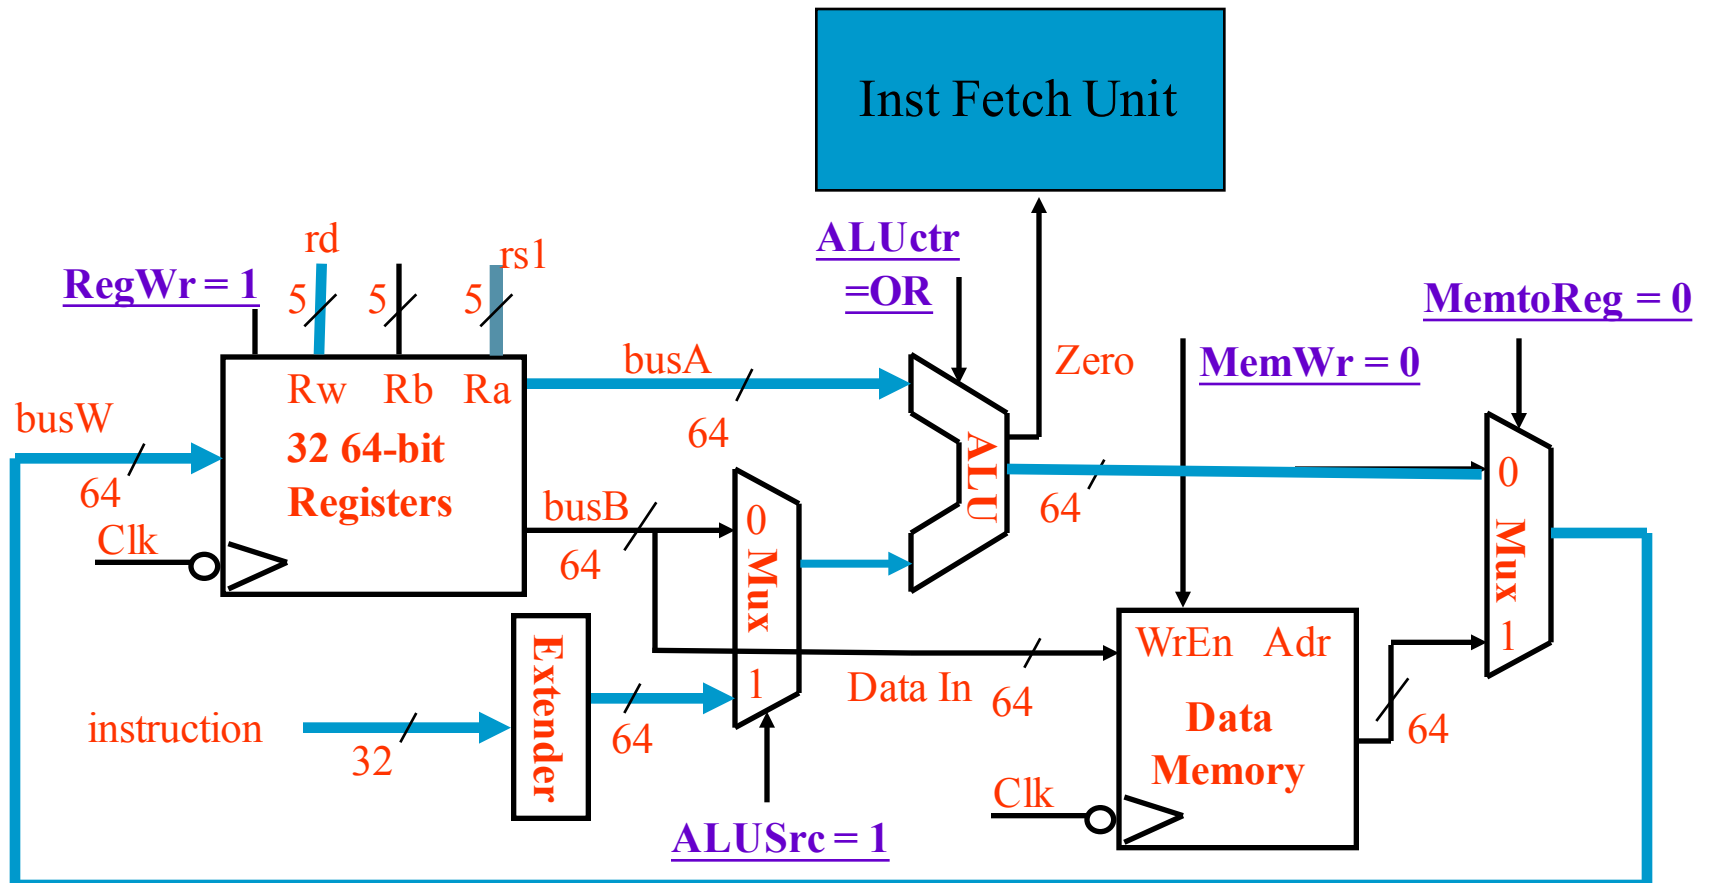 Inst Fetch Unit
rd
rs1
ALUctr
=OR
RegWr = 1
5
5
5
MemtoReg = 0
busA
64
Zero
MemWr = 0
Rw
Rb
Ra
busW
64
32 64-bit
Registers
Clk
busB
64
0
Mux
1
ALU
64
0
Mux
1
WrEn
Adr
Data
Memory
Clk
64
Data In
64
Extender
64
instruction
32
ALUSrc = 1